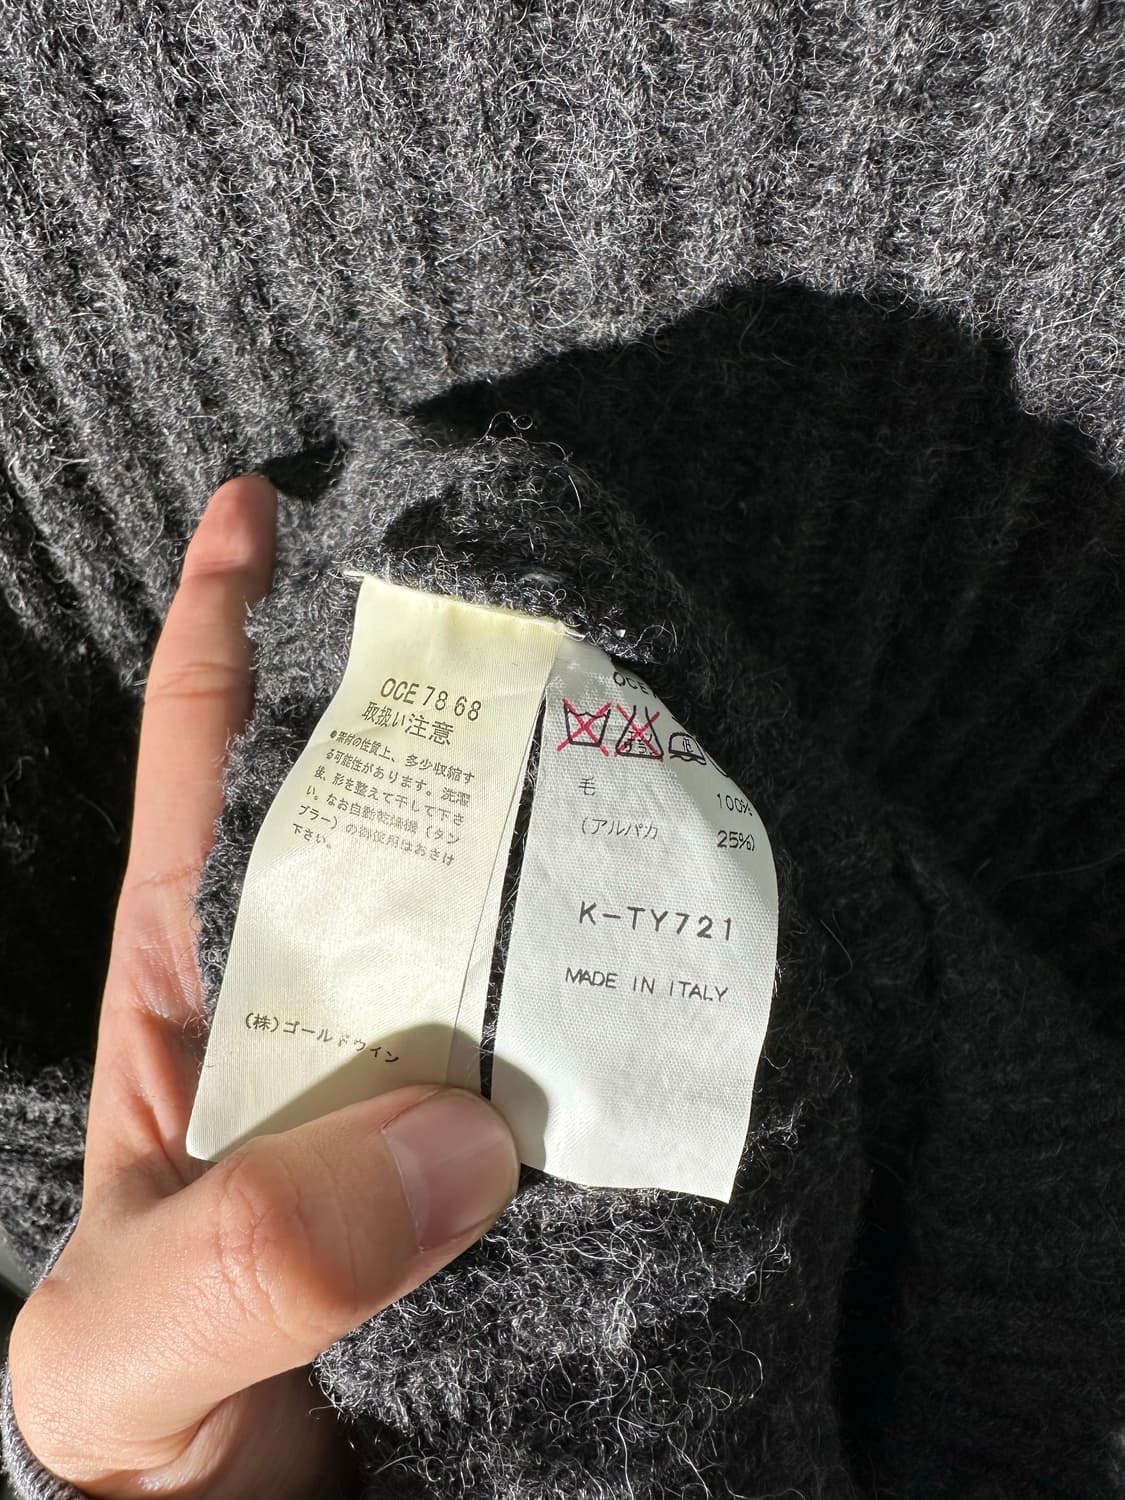 OCE 78 68
取扱い注意
●素材の性質上、多少収縮す
る可能性があります。洗濯
後、形を整えて干して下さ
い。なお自動乾燥機（タン
ブラー）の御使用はおさけ
下さい。
(株)ゴールドウイン
OCE
毛 100%
(アルパカ 25%)
K-TY721
MADE IN ITALY